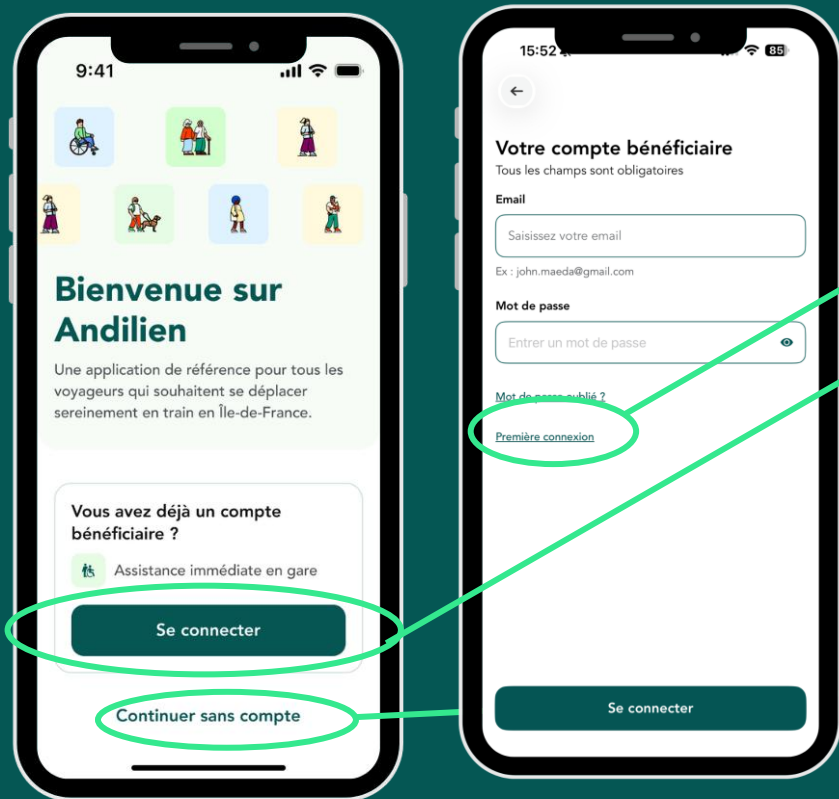 9:41
Bienvenue sur
Andilien
Une application de référence pour tous les
voyageurs qui souhaitent se déplacer
sereinement en train en Île-de-France.
Vous avez déjà un compte
bénéficiaire ?
Assistance immédiate en gare
Se connecter
Continuer sans compte
15:52
85
Votre compte bénéficiaire
Tous les champs sont obligatoires
Email
Saisissez votre email
Ex : john.maeda@gmail.com
Mot de passe
Entrer un mot de passe
Mot de passe oublié ?
Première connexion
Se connecter